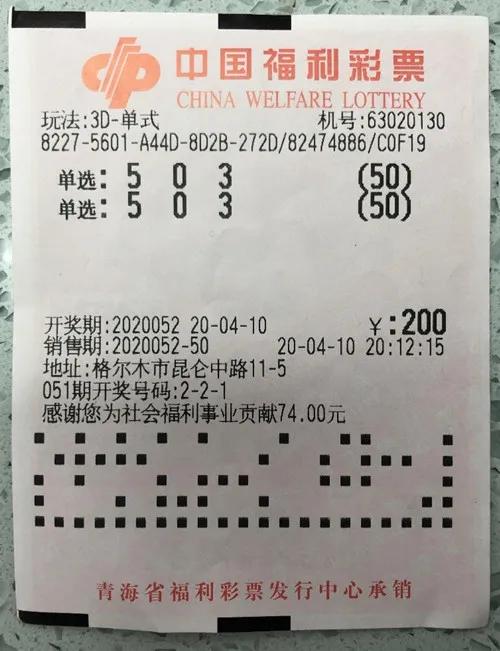 中国福利彩票
CHINA WELFARE LOTTERY
玩法:3D-单式 机号:63020130
8227-5601-A44D-8D2B-272D/82474886/C0F19
单选: 5 0 3 (50)
单选: 5 0 3 (50)
开奖期:2020052 20-04-10 ￥:200
销售期:2020052-50 20-04-10 20:12:15
地址:格尔木市昆仑中路11-5
051期开奖号码:2-2-1
感谢您为社会福利事业贡献74.00元
青海省福利彩票发行中心承销